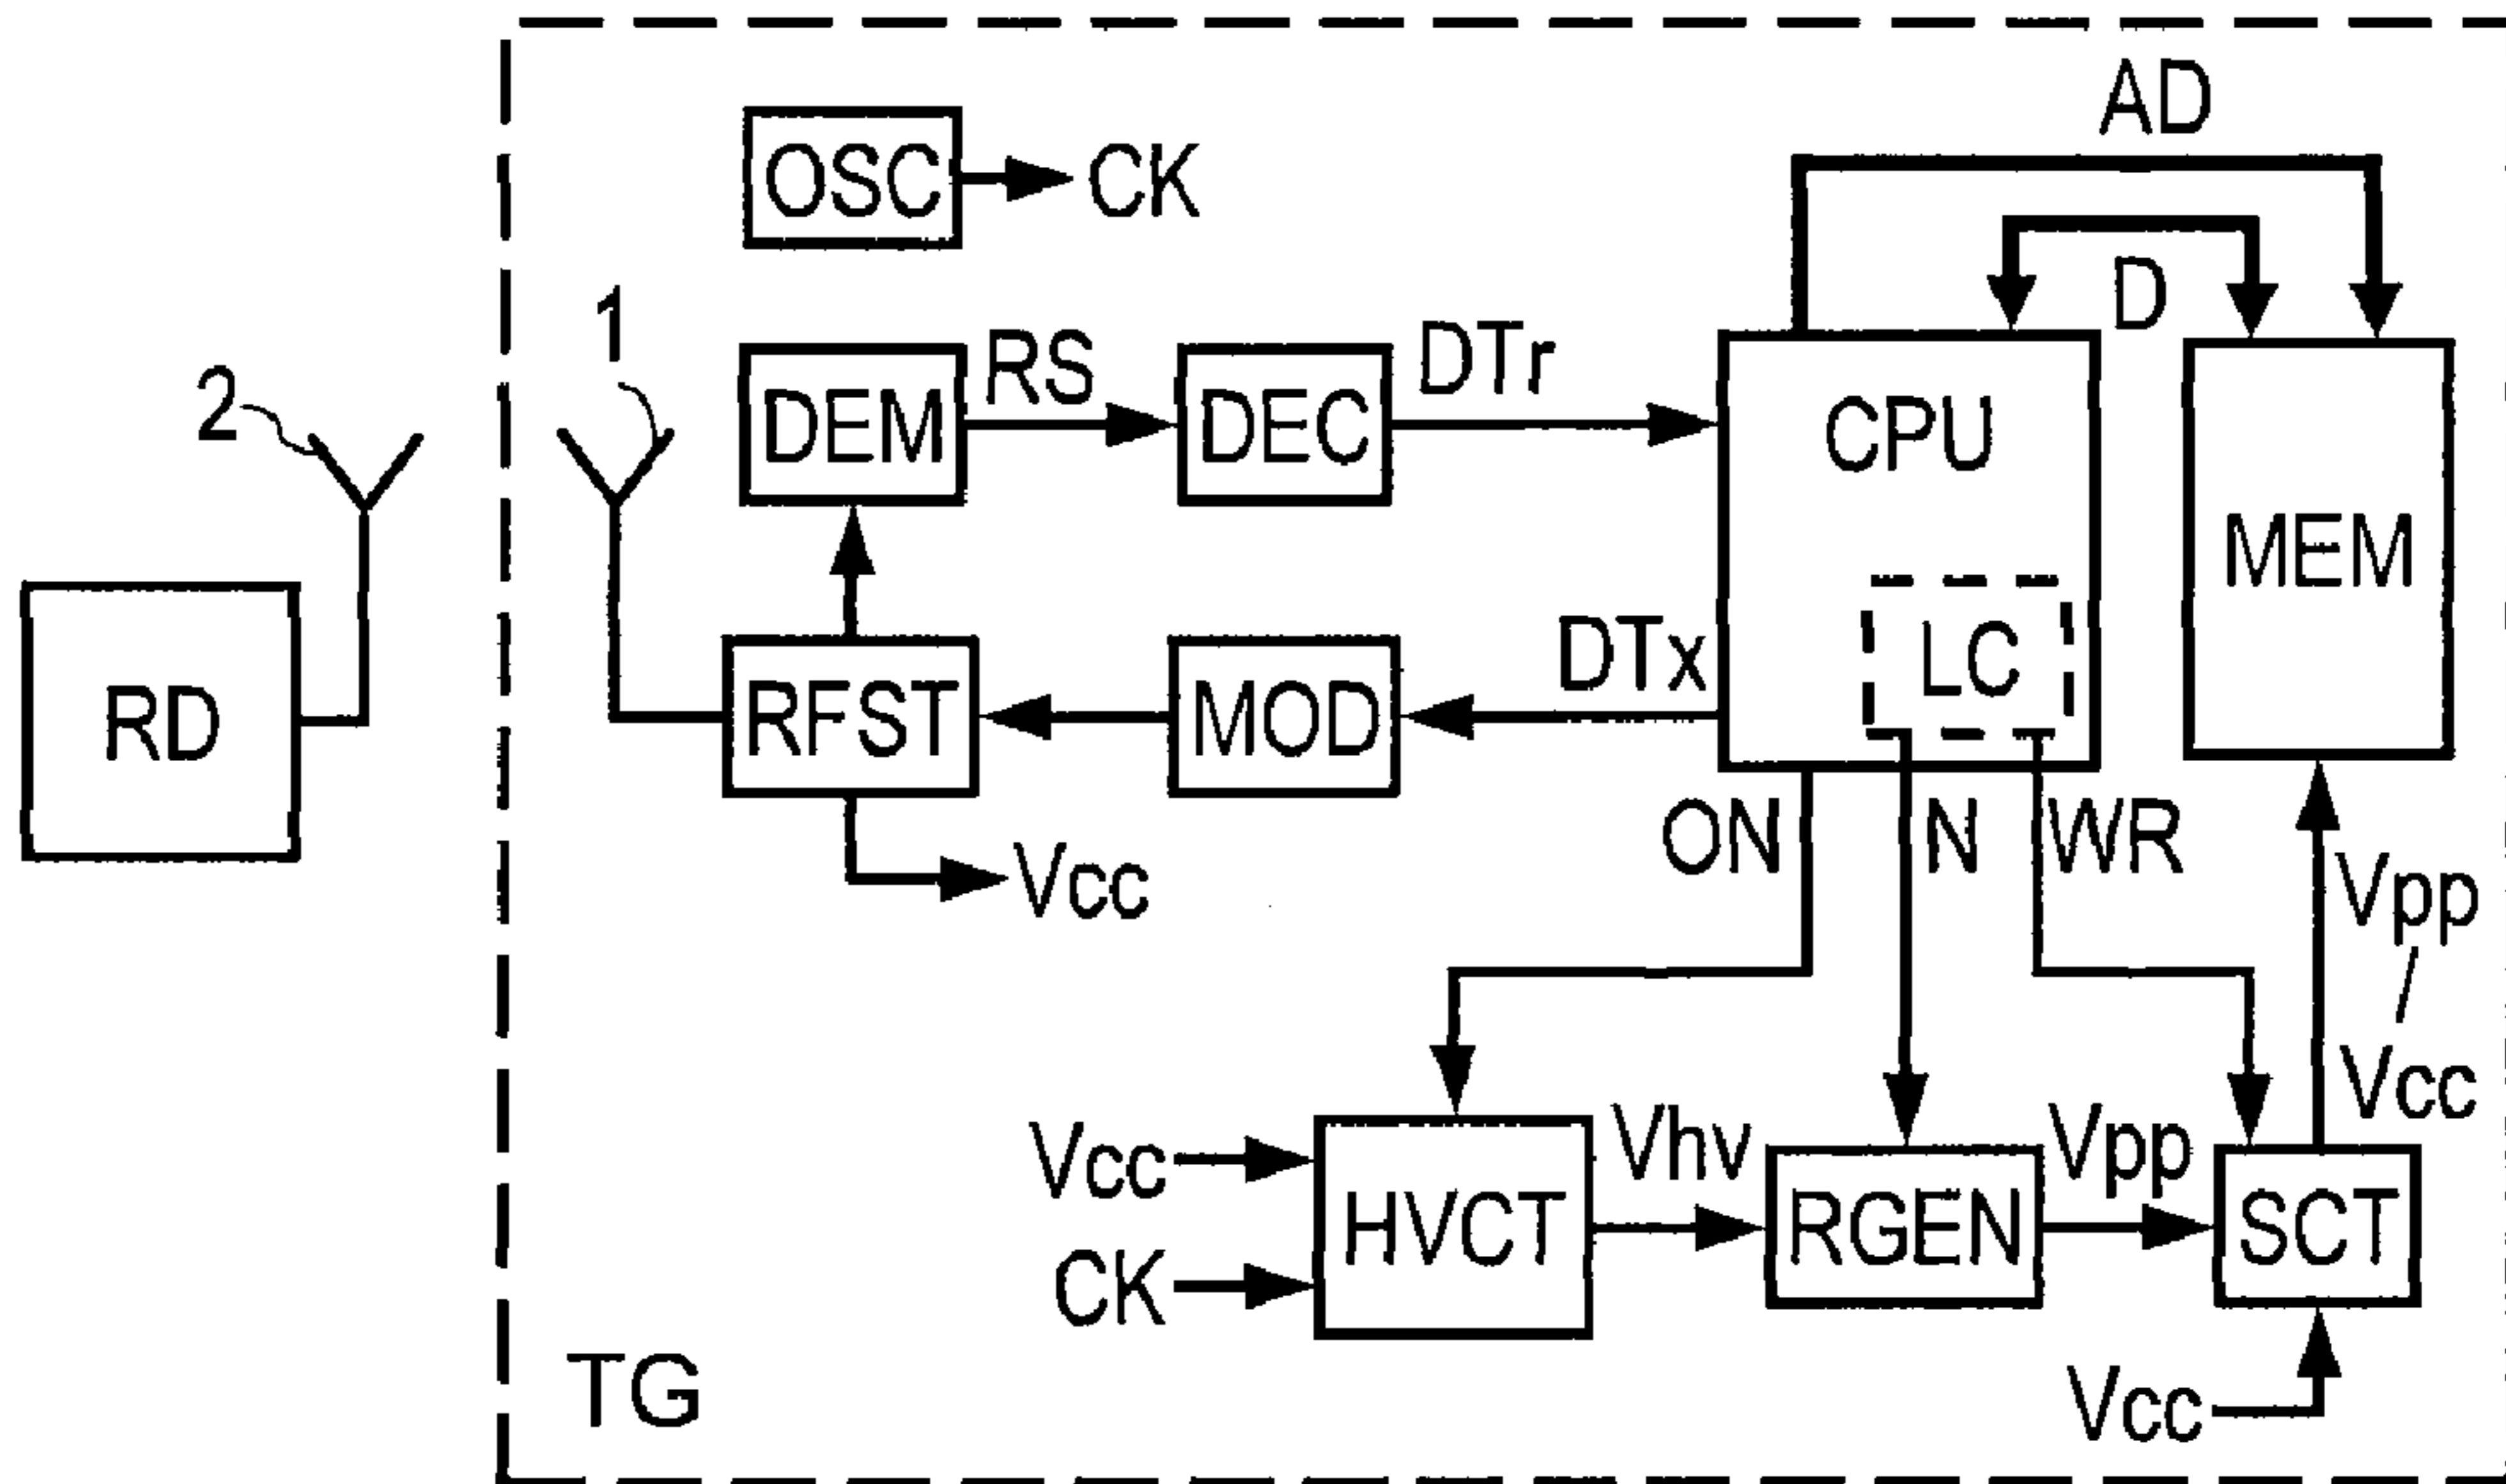 AD
OSC
CK
D
1
2
DEM
RS
DEC
DTr
CPU
MEM
LC
RD
RFST
MOD
DTx
ON
N
WR
Vcc
Vpp
/
Vcc
Vcc
CK
HVCT
Vhv
RGEN
Vpp
SCT
Vcc
TG